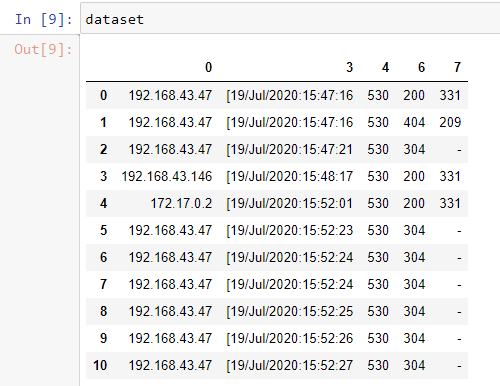 In [9]: dataset
Out[9]:
0 3 4 6 7
0 192.168.43.47 [19/Jul/2020:15:47:16 530 200 331
1 192.168.43.47 [19/Jul/2020:15:47:16 530 404 209
2 192.168.43.47 [19/Jul/2020:15:47:21 530 304 -
3 192.168.43.146 [19/Jul/2020:15:48:17 530 200 331
4 172.17.0.2 [19/Jul/2020:15:52:01 530 200 331
5 192.168.43.47 [19/Jul/2020:15:52:23 530 304 -
6 192.168.43.47 [19/Jul/2020:15:52:24 530 304 -
7 192.168.43.47 [19/Jul/2020:15:52:24 530 304 -
8 192.168.43.47 [19/Jul/2020:15:52:25 530 304 -
9 192.168.43.47 [19/Jul/2020:15:52:26 530 304 -
10 192.168.43.47 [19/Jul/2020:15:52:27 530 304 -